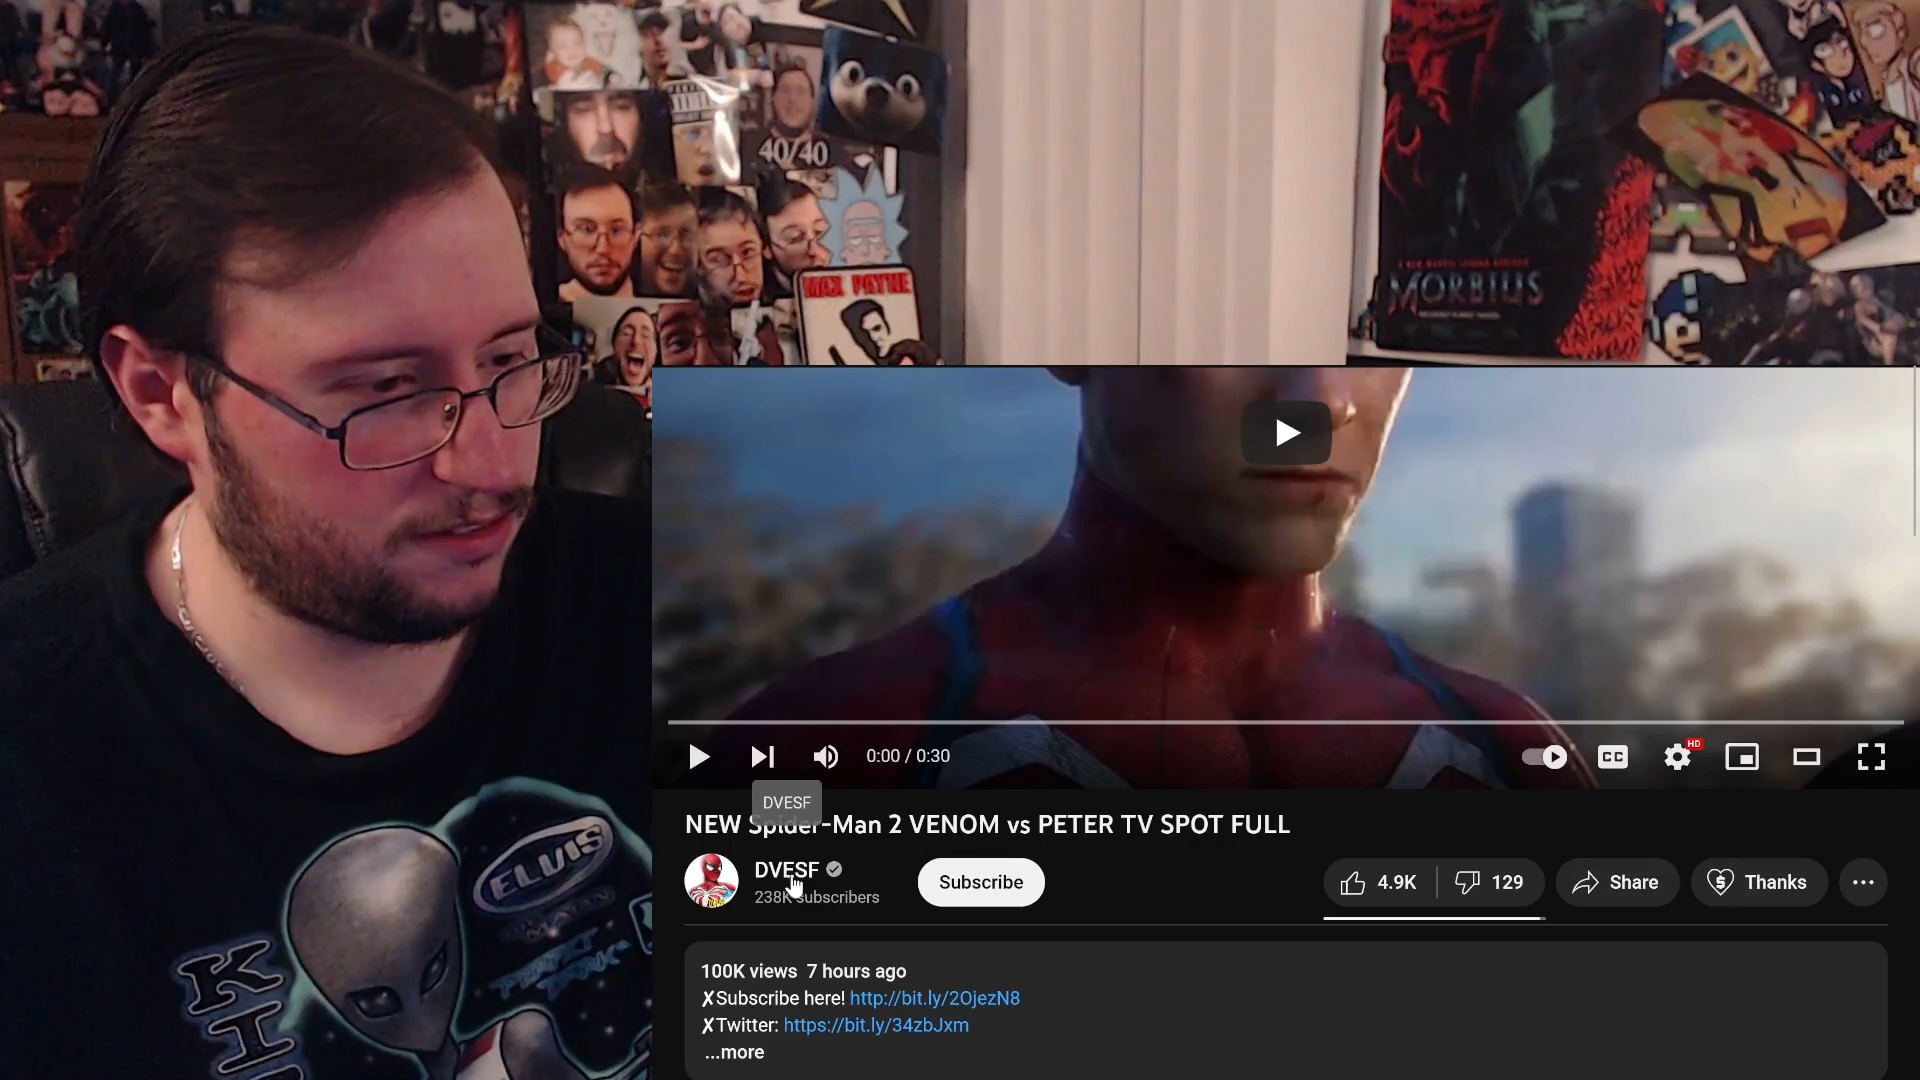 40/40
MAX PAYNE
MORBIUS
0:00 / 0:30
CC
HD
DVESF
NEW Spider-Man 2 VENOM vs PETER TV SPOT FULL
DVESF
238K subscribers
Subscribe
4.9K
129
Share
Thanks
100K views 7 hours ago
✗Subscribe here! http://bit.ly/2OjezN8
✗Twitter: https://bit.ly/34zbJxm
...more
ELVIS